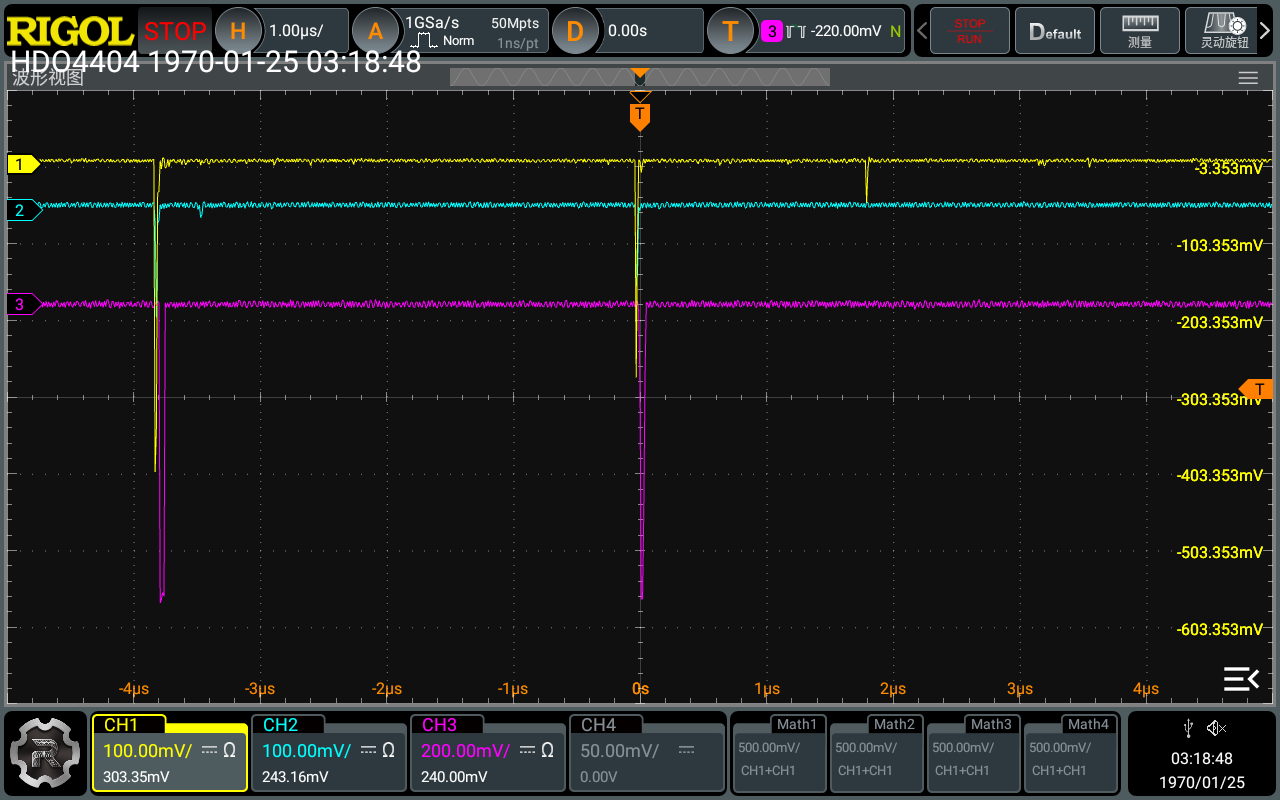 RIGOL STOP H 1.00μs/ A 1GSa/s 50Mpts D 0.00s T 3 -220.00mV N STOP Default
Norm 1ns/pt RUN 测量 灵动旋钮
HDO4404 1970-01-25 03:18:48
波形视图
T
1 -3.353mV
2
-103.353mV
3
-203.353mV
T
-303.353mV
-403.353mV
-503.353mV
-603.353mV
-4μs -3μs -2μs -1μs 0s 1μs 2μs 3μs 4μs
CH1 CH2 CH3 CH4 Math1 Math2 Math3 Math4
100.00mV/ Ω 100.00mV/ Ω 200.00mV/ Ω 50.00mV/ 500.00mV/ 500.00mV/ 500.00mV/ 500.00mV/
303.35mV 243.16mV 240.00mV 0.00V CH1+CH1 CH1+CH1 CH1+CH1 CH1+CH1
R
03:18:48
1970/01/25